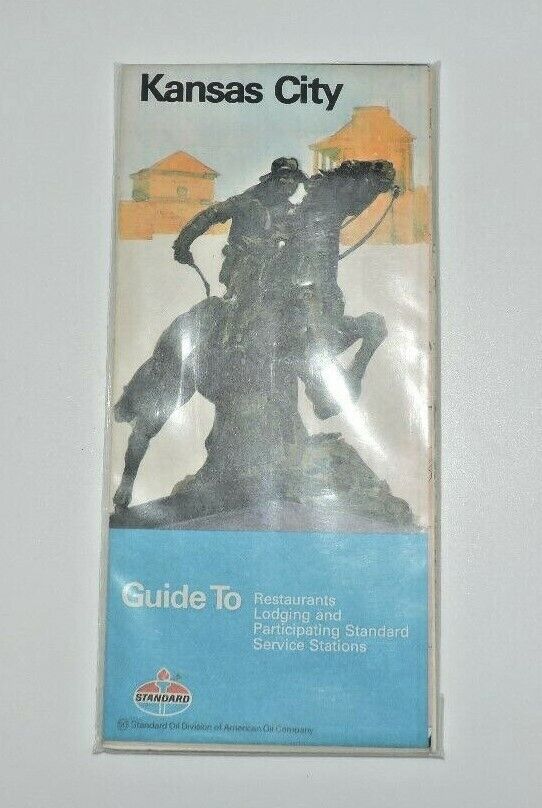 Kansas City
Guide To
Restaurants
Lodging and
Participating Standard
Service Stations
STANDARD
Standard Oil Division of American Oil Company